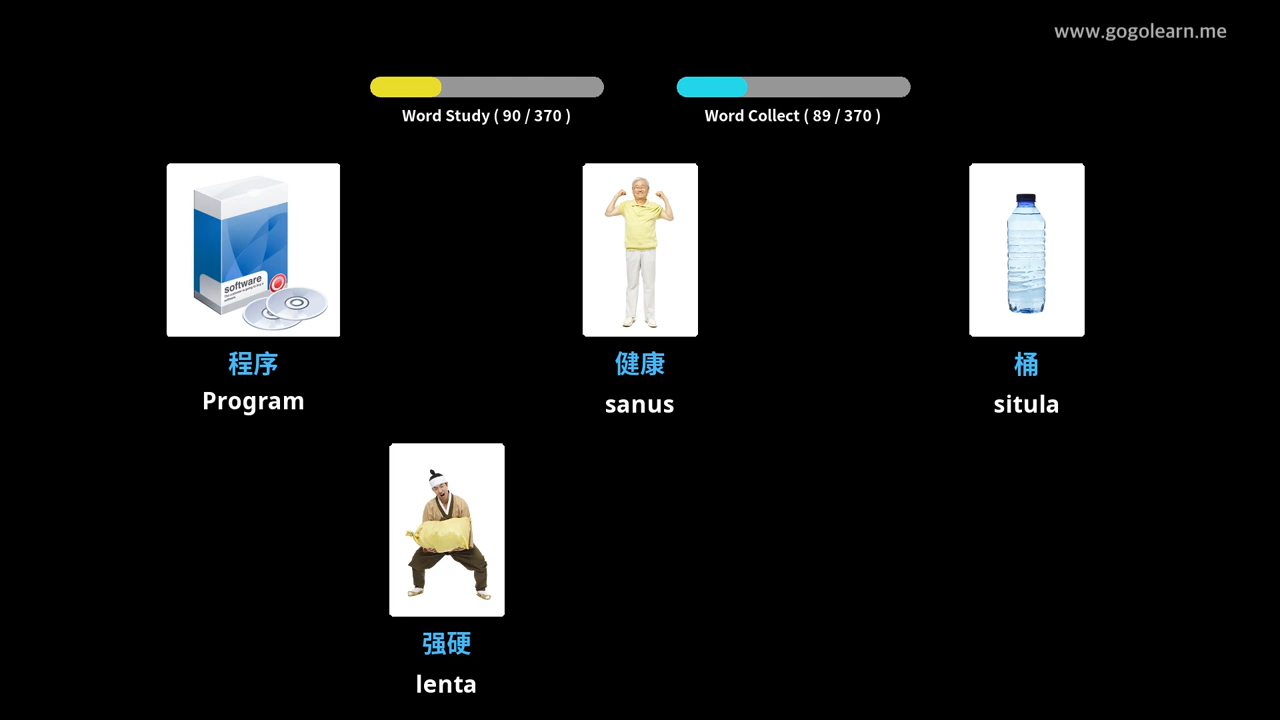 www.gogolearn.me
Word Study ( 90 / 370 )
Word Collect ( 89 / 370 )
software
程序
Program
健康
sanus
桶
situla
强硬
lenta